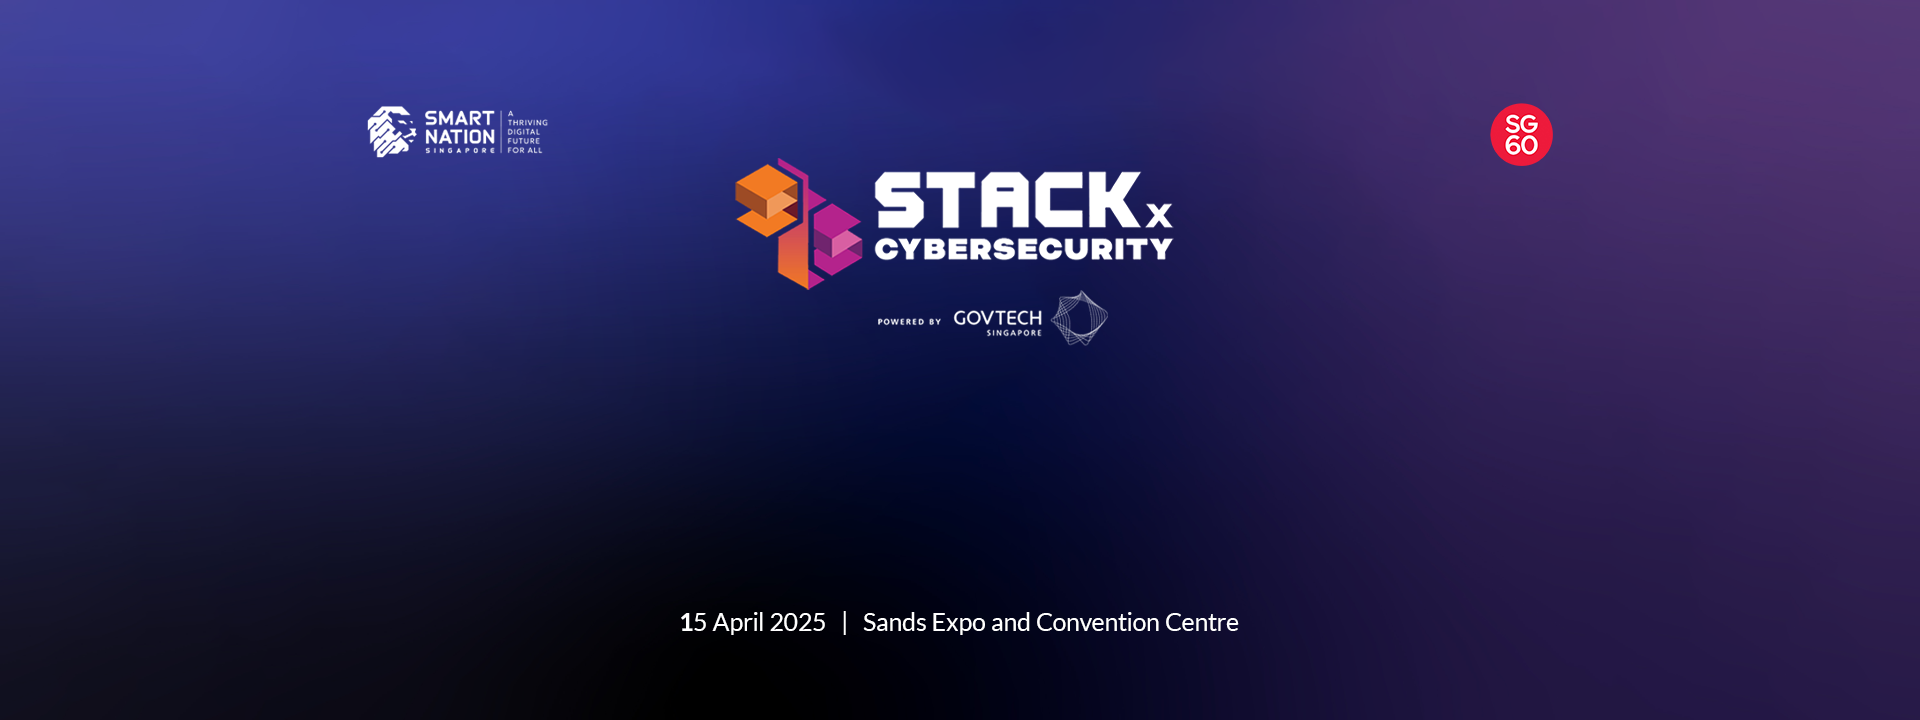 SMART
NATION
SINGAPORE
A
THRIVING
DIGITAL
FUTURE
FOR ALL
SG
60
STACK x
CYBERSECURITY
POWERED BY GOVTECH
SINGAPORE
15 April 2025 | Sands Expo and Convention Centre